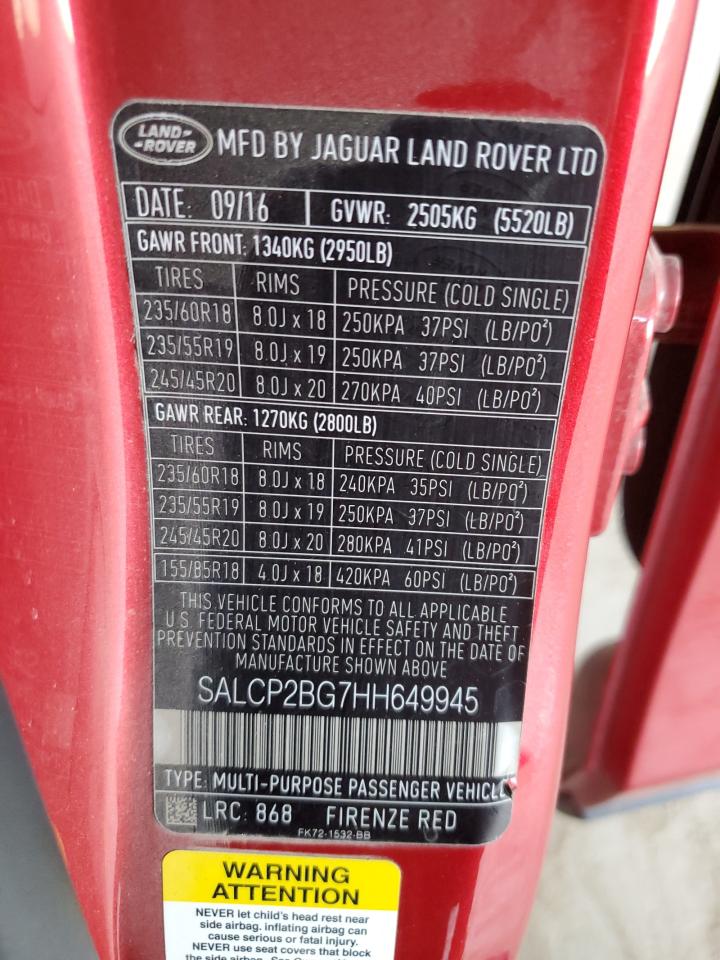 LAND-
-ROVER
MFD BY JAGUAR LAND ROVER LTD
DATE: 09/16 GVWR: 2505KG (5520LB)
GAWR FRONT: 1340KG (2950LB)
TIRES RIMS PRESSURE (COLD SINGLE)
235/60R18 8.0J x 18 250KPA 37PSI (LB/PO²)
235/55R19 8.0J x 19 250KPA 37PSI (LB/PO²)
245/45R20 8.0J x 20 270KPA 40PSI (LB/PO²)
GAWR REAR: 1270KG (2800LB)
TIRES RIMS PRESSURE (COLD SINGLE)
235/60R18 8.0J x 18 240KPA 35PSI (LB/PO²)
235/55R19 8.0J x 19 250KPA 37PSI (LB/PO²)
245/45R20 8.0J x 20 280KPA 41PSI (LB/PO²)
155/85R18 4.0J x 18 420KPA 60PSI (LB/PO²)
THIS VEHICLE CONFORMS TO ALL APPLICABLE
U.S. FEDERAL MOTOR VEHICLE SAFETY AND THEFT
PREVENTION STANDARDS IN EFFECT ON THE DATE OF
MANUFACTURE SHOWN ABOVE
SALCP2BG7HH649945
TYPE: MULTI-PURPOSE PASSENGER VEHICLE
LRC: 868 FIRENZE RED
FK72-1532-BB
WARNING
ATTENTION
NEVER let child's head rest near
side airbag. inflating airbag can
cause serious or fatal injury.
NEVER use seat covers that block